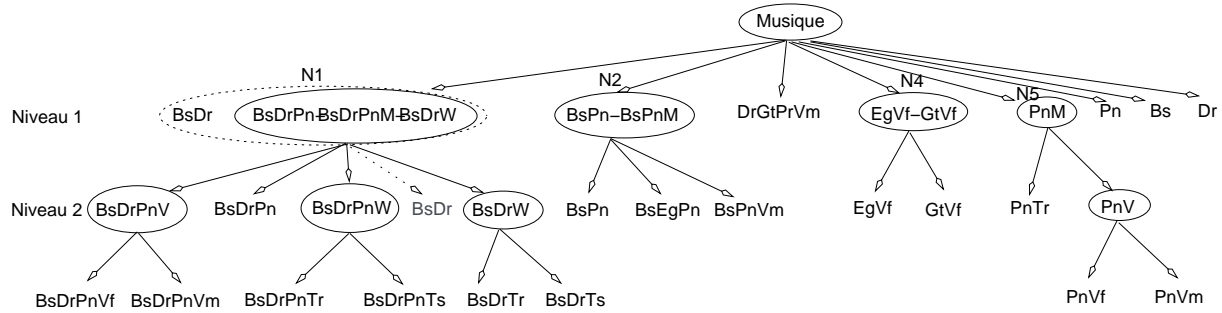 Musique
N1
N2
N4
N5
Niveau 1
BsDr
BsDrPn-BsDrPnM-BsDrW
BsPn-BsPnM
DrGtPrVm
EgVf-GtVf
PnM
Pn
Bs
Dr
Niveau 2
BsDrPnV
BsDrPn
BsDrPnW
BsDr
BsDrW
BsPn
BsEgPn
BsPnVm
EgVf
GtVf
PnTr
PnV
BsDrPnVf
BsDrPnVm
BsDrPnTr
BsDrPnTs
BsDrTr
BsDrTs
PnVf
PnVm